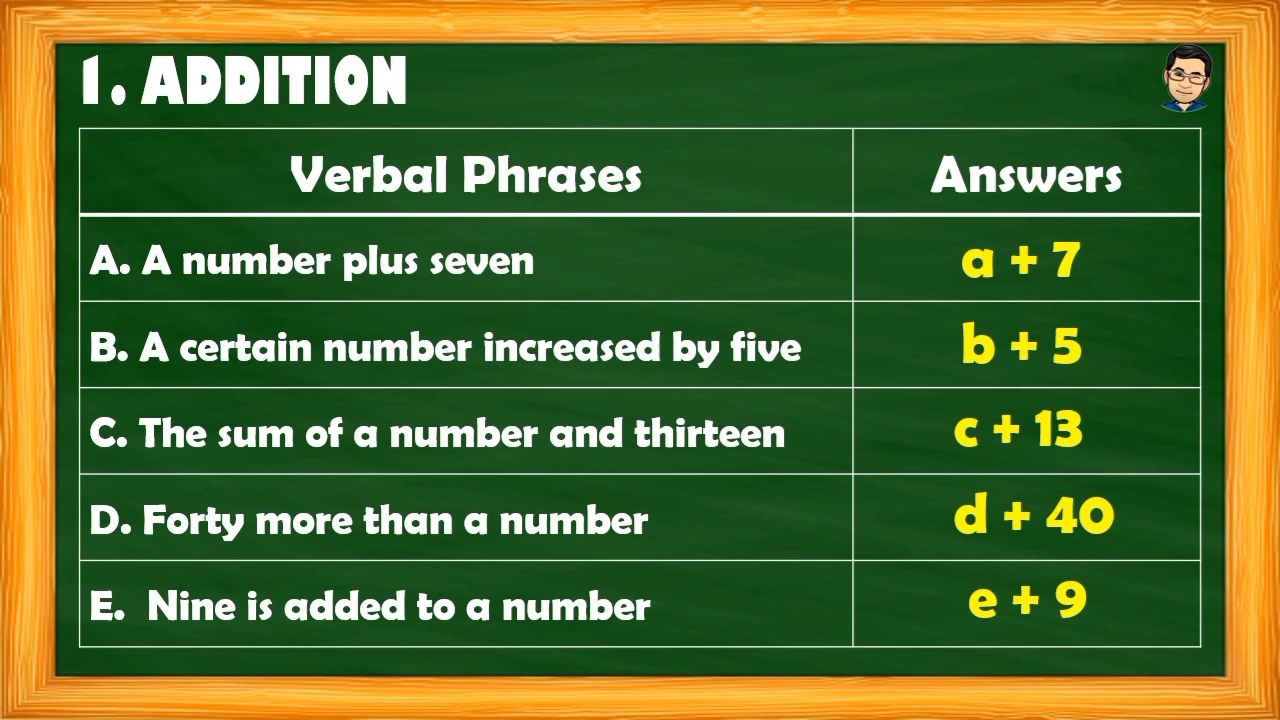 1. ADDITION
Verbal Phrases Answers
A. A number plus seven a + 7
B. A certain number increased by five b + 5
C. The sum of a number and thirteen c + 13
D. Forty more than a number d + 40
E. Nine is added to a number e + 9